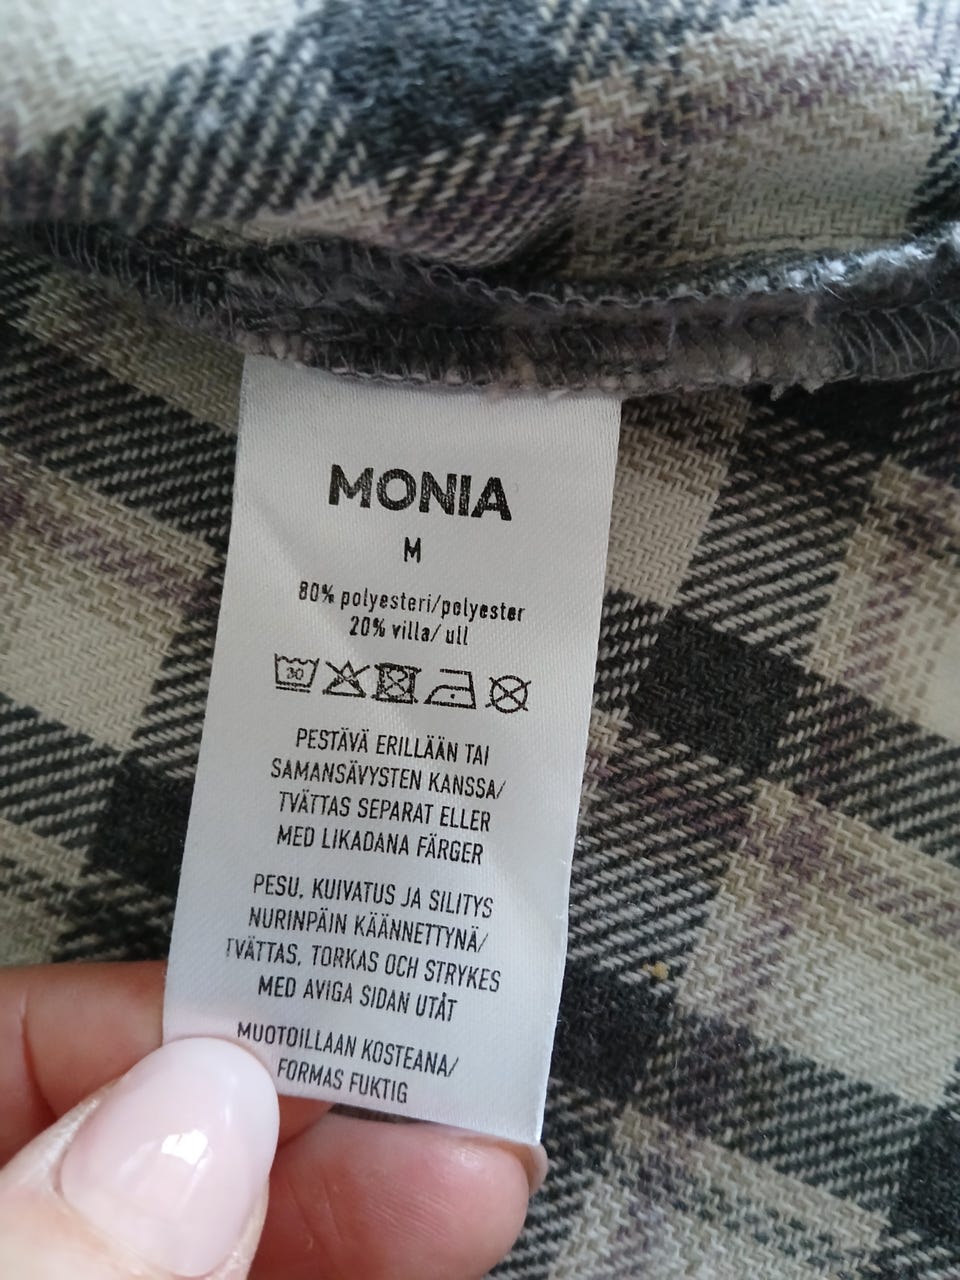 MONIA
M
80% polyesteri/polyester
20% villa/ ull
30
PESTÄVÄ ERILLÄÄN TAI
SAMANSÄVYSTEN KANSSA/
TVÄTTAS SEPARAT ELLER
MED LIKADANA FÄRGER
PESU, KUIVATUS JA SILITYS
NURINPÄIN KÄÄNNETTYNÄ/
TVÄTTAS, TORKAS OCH STRYKES
MED AVIGA SIDAN UTÅT
MUOTOILLAAN KOSTEANA/
FORMAS FUKTIG